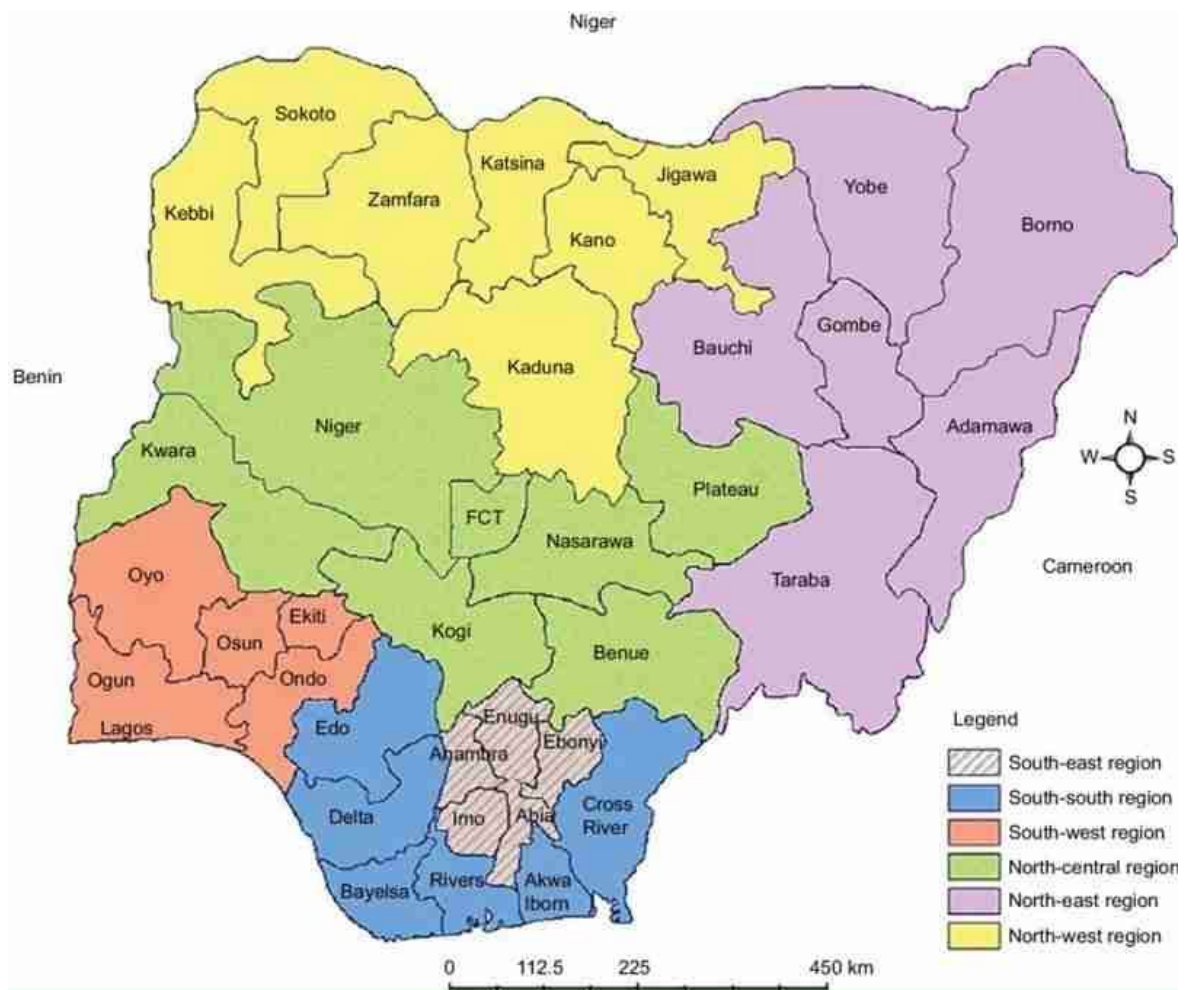 Niger
Sokoto
Katsina
Jigawa
Zamfara
Yobe
Kebbi
Borno
Kano
Gombe
Bauchi
Kaduna
Benin
Niger
Adamawa
N
Kwara
W
S
S
Plateau
FCT
Nasarawa
Cameroon
Oyo
Taraba
Ekiti
Kogi
Osun
Benue
Ogun
Ondo
Lagos
Edo
Enugu
Ebonyi
Anambra
Legend
South-east region
South-south region
South-west region
North-central region
North-east region
North-west region
Delta
Imo
Abia
Cross
River
Bayelsa
Rivers
Akwa
Ibom
0 112.5 225 450 km